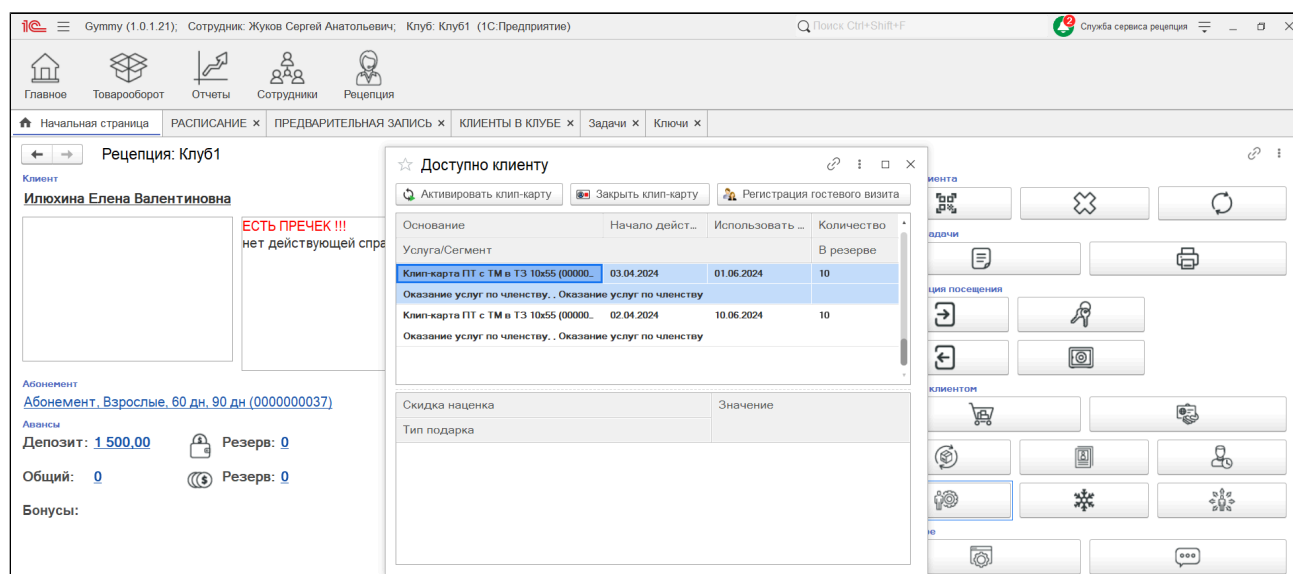 1С Gymmy (1.0.1.21); Сотрудник: Жуков Сергей Анатольевич; Клуб: Клуб1 (1С:Предприятие) Поиск Ctrl+Shift+F 2 Служба сервиса рецепция
Главное Товарооборот Отчеты Сотрудники Рецепция
Начальная страница РАСПИСАНИЕ × ПРЕДВАРИТЕЛЬНАЯ ЗАПИСЬ × КЛИЕНТЫ В КЛУБЕ × Задачи × Ключи ×
Рецепция: Клуб1
Клиент
Илюхина Елена Валентиновна
ЕСТЬ ПРЕЧЕК !!!
нет действующей спра
Абонемент
Абонемент, Взрослые, 60 дн, 90 дн (0000000037)
Авансы
Депозит: 1 500,00 Резерв: 0
Общий: 0 Резерв: 0
Бонусы:
Доступно клиенту
Активировать клип-карту Закрыть клип-карту Регистрация гостевого визита
Основание Начало дейст... Использовать ... Количество
Услуга/Сегмент В резерве
Клип-карта ПТ с ТМ в ТЗ 10x55 (00000... 03.04.2024 01.06.2024 10
Оказание услуг по членству, , Оказание услуг по членству
Клип-карта ПТ с ТМ в ТЗ 10x55 (00000... 02.04.2024 10.06.2024 10
Оказание услуг по членству, , Оказание услуг по членству
Скидка наценка Значение
Тип подарка
иента
адачи
ция посещения
клиентом
ое